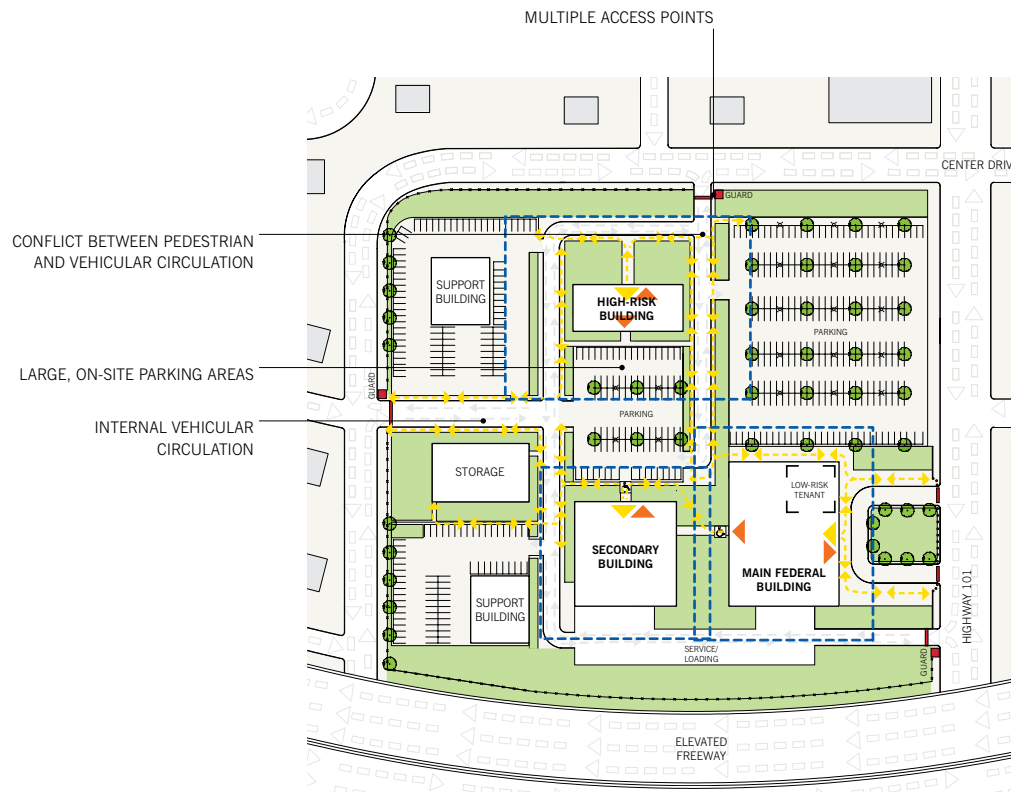 MULTIPLE ACCESS POINTS
CENTER DRIV
GUARD
CONFLICT BETWEEN PEDESTRIAN
AND VEHICULAR CIRCULATION
SUPPORT
BUILDING
HIGH-RISK
BUILDING
PARKING
LARGE, ON-SITE PARKING AREAS
GUARD
PARKING
INTERNAL VEHICULAR
CIRCULATION
STORAGE
LOW-RISK
TENANT
SECONDARY
BUILDING
MAIN FEDERAL
BUILDING
SUPPORT
BUILDING
HIGHWAY 101
SERVICE/
LOADING
GUARD
ELEVATED
FREEWAY